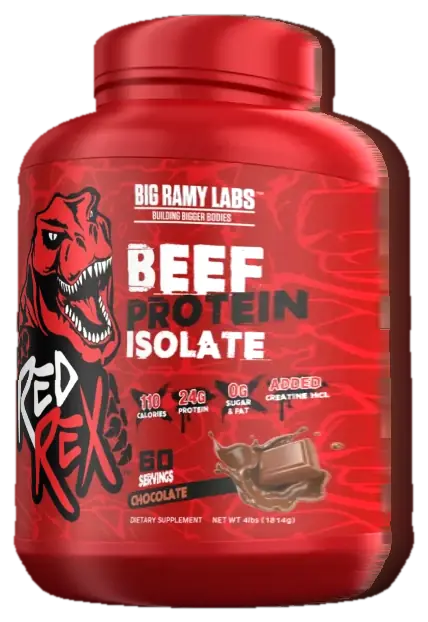 BIG RAMY LABS™
BUILDING BIGGER BODIES
BEEF
PROTEIN
ISOLATE
RED
REX
110
CALORIES
24G
PROTEIN
0G
SUGAR
& FAT
ADDED
CREATINE HCL
60
SERVINGS
CHOCOLATE
DIETARY SUPPLEMENT NET WT 4lbs (1814g)